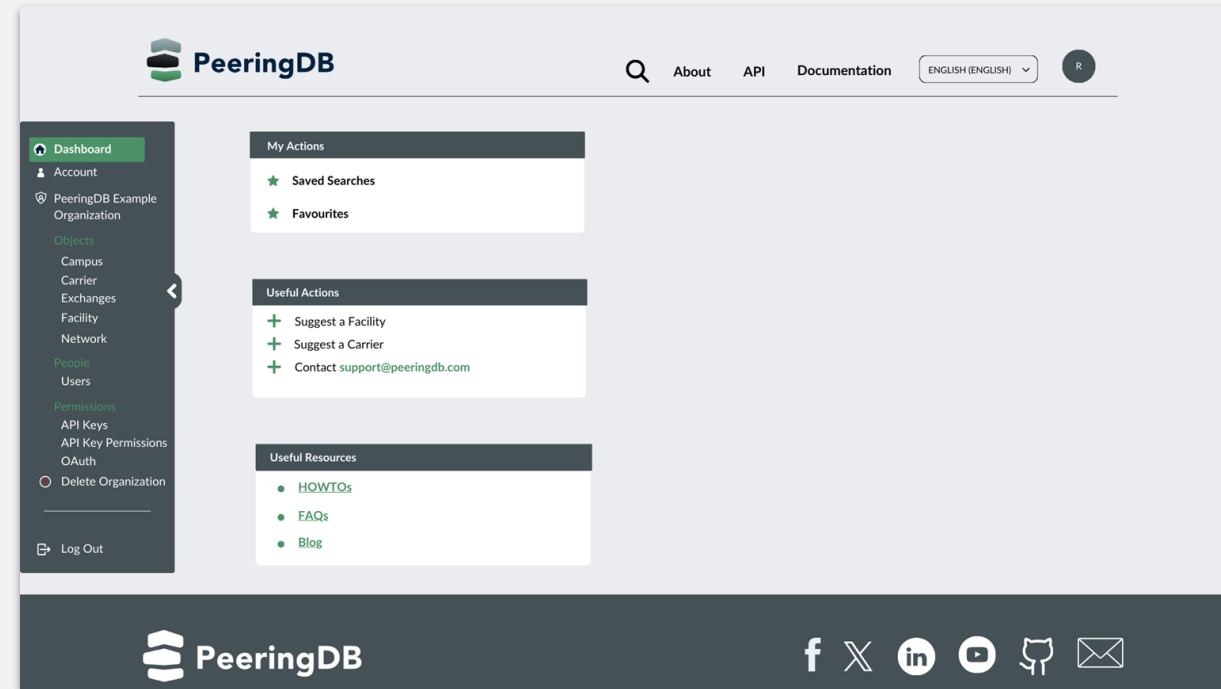 PeeringDB
About API Documentation ENGLISH (ENGLISH) R
Dashboard
Account
PeeringDB Example
Organization
Objects
Campus
Carrier
Exchanges
Facility
Network
People
Users
Permissions
API Keys
API Key Permissions
OAuth
Delete Organization
Log Out
My Actions
Saved Searches
Favourites
Useful Actions
Suggest a Facility
Suggest a Carrier
Contact support@peeringdb.com
Useful Resources
HOWTOs
FAQs
Blog
PeeringDB